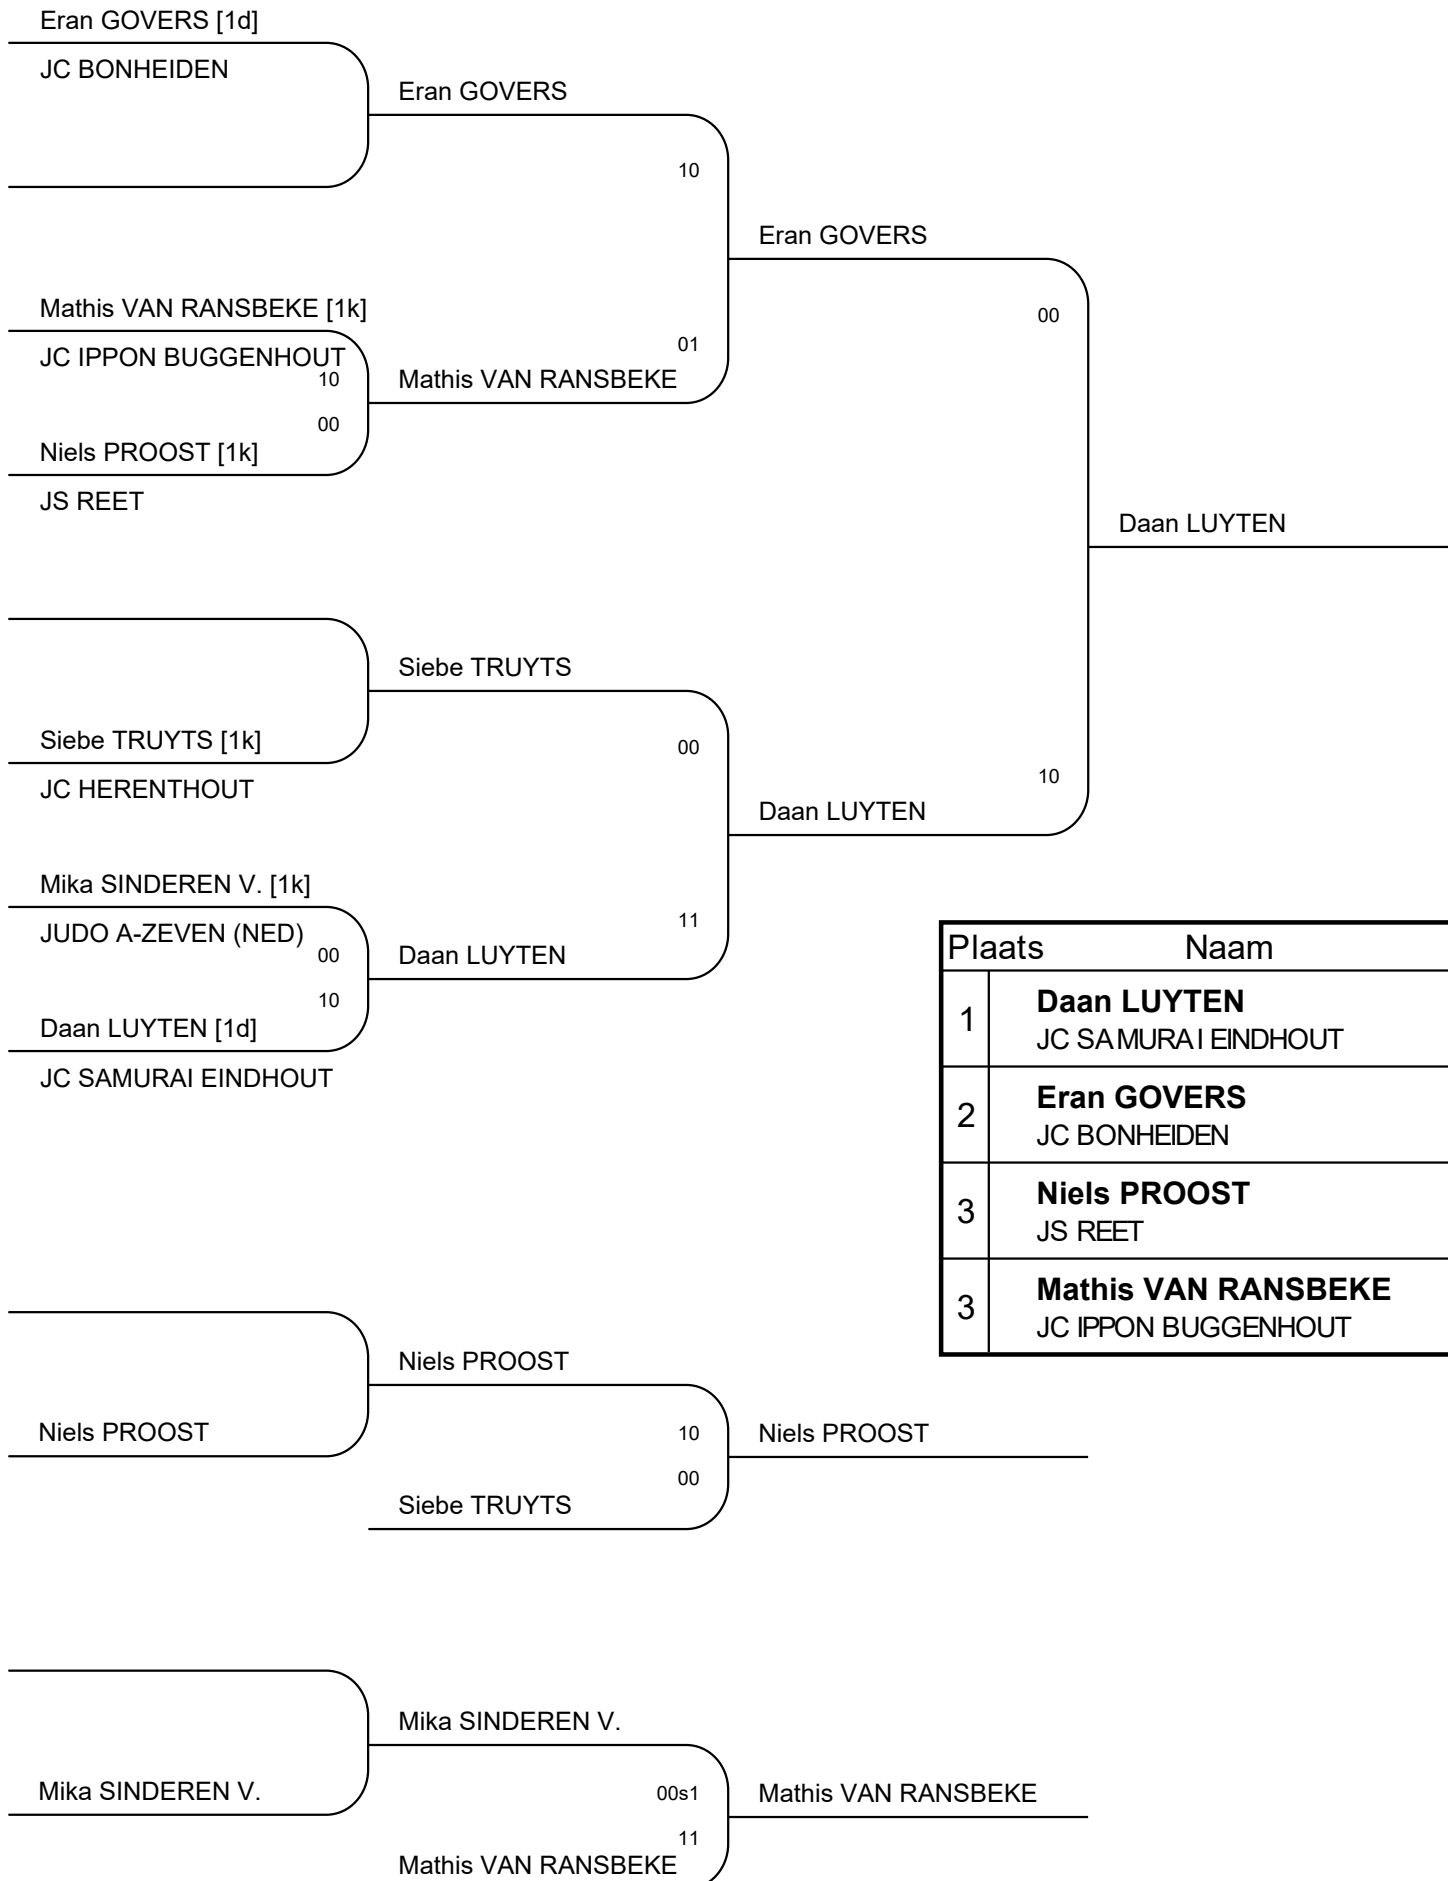 Eran GOVERS [1d]
JC BONHEIDEN
Eran GOVERS
10
Eran GOVERS
Mathis VAN RANSBEKE [1k]
00
JC IPPON BUGGENHOUT
01
10
Mathis VAN RANSBEKE
00
Niels PROOST [1k]
JS REET
Daan LUYTEN
Siebe TRUYTS
Siebe TRUYTS [1k]
00
JC HERENTHOUT
10
Daan LUYTEN
Mika SINDEREN V. [1k]
11
JUDO A-ZEVEN (NED)
00
Daan LUYTEN
10
Daan LUYTEN [1d]
JC SAMURAI EINDHOUT
Plaats Naam
1 Daan LUYTEN
JC SAMURAI EINDHOUT
2 Eran GOVERS
JC BONHEIDEN
3 Niels PROOST
JS REET
3 Mathis VAN RANSBEKE
JC IPPON BUGGENHOUT
Niels PROOST
Niels PROOST
10
Niels PROOST
00
Siebe TRUYTS
Mika SINDEREN V.
Mika SINDEREN V.
00s1
Mathis VAN RANSBEKE
11
Mathis VAN RANSBEKE